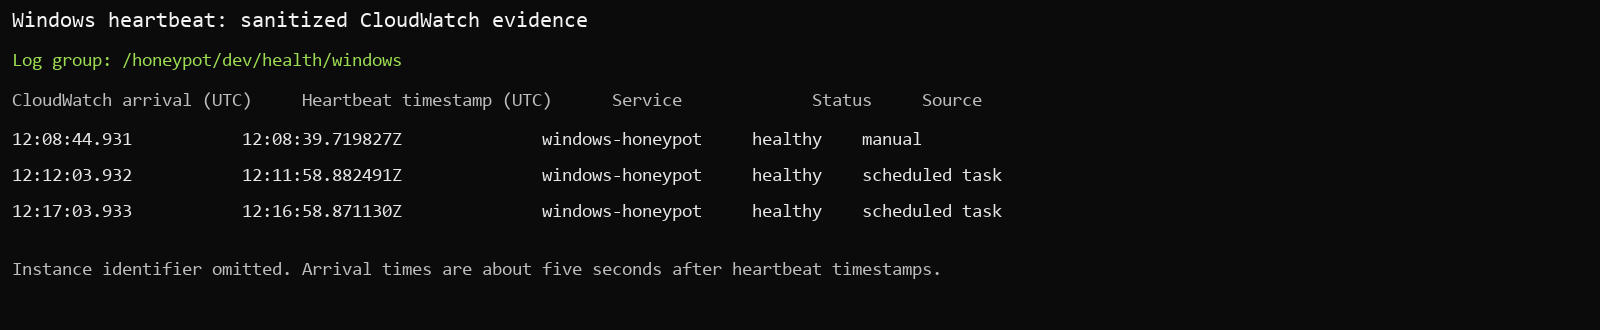 Windows heartbeat: sanitized CloudWatch evidence
Log group: /honeypot/dev/health/windows
CloudWatch arrival (UTC)     Heartbeat timestamp (UTC)      Service             Status     Source
12:08:44.931           12:08:39.719827Z              windows-honeypot     healthy    manual
12:12:03.932           12:11:58.882491Z              windows-honeypot     healthy    scheduled task
12:17:03.933           12:16:58.871130Z              windows-honeypot     healthy    scheduled task
Instance identifier omitted. Arrival times are about five seconds after heartbeat timestamps.